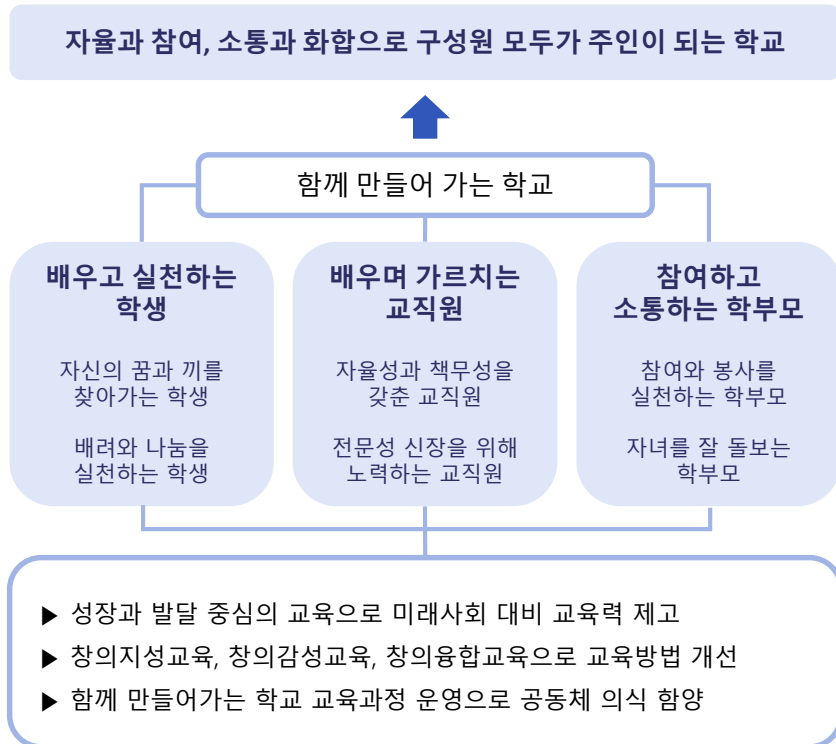 자율과 참여, 소통과 화합으로 구성원 모두가 주인이 되는 학교
함께 만들어 가는 학교
배우고 실천하는
학생
자신의 꿈과 끼를
찾아가는 학생
배려와 나눔을
실천하는 학생
배우며 가르치는
교직원
자율성과 책무성을
갖춘 교직원
전문성 신장을 위해
노력하는 교직원
참여하고
소통하는 학부모
참여와 봉사를
실천하는 학부모
자녀를 잘 돌보는
학부모
▶ 성장과 발달 중심의 교육으로 미래사회 대비 교육력 제고
▶ 창의지성교육, 창의감성교육, 창의융합교육으로 교육방법 개선
▶ 함께 만들어가는 학교 교육과정 운영으로 공동체 의식 함양